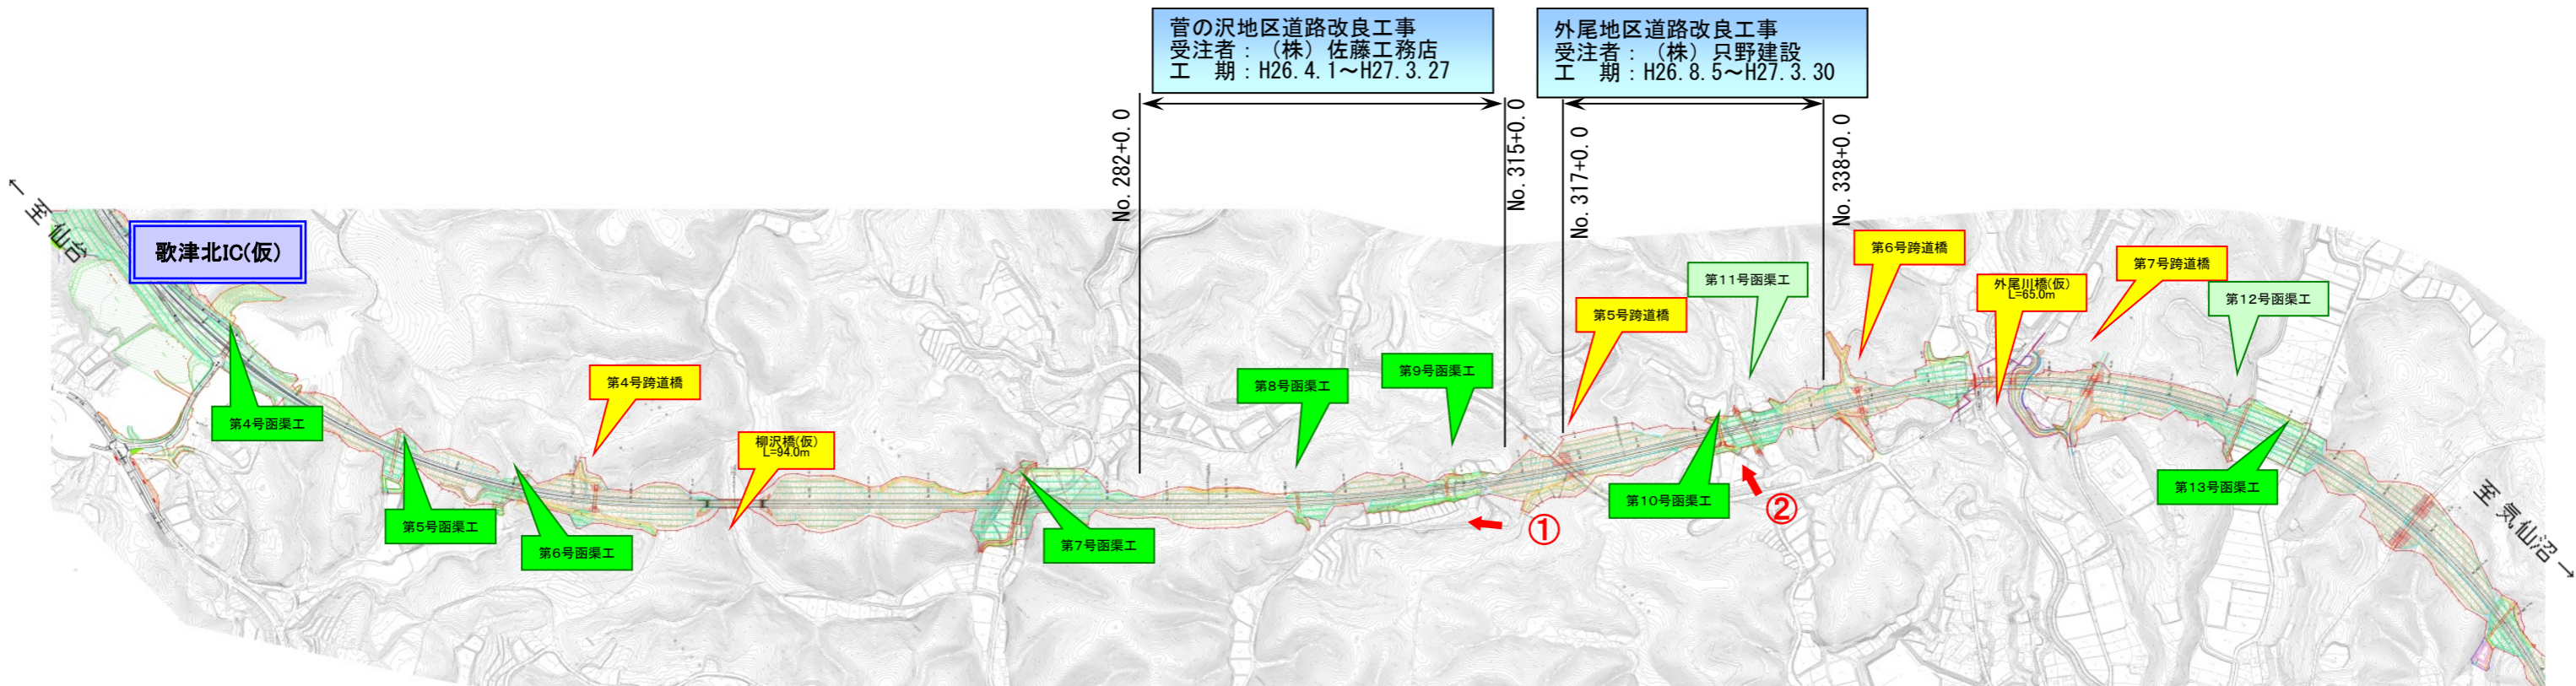 菅の沢地区道路改良工事
受注者：（株）佐藤工務店
工　期：H26.4.1～H27.3.27
外尾地区道路改良工事
受注者：（株）只野建設
工　期：H26.8.5～H27.3.30
No.282+0.0
No.315+0.0
No.317+0.0
No.338+0.0
← 至 仙台
歌津北IC(仮)
第4号函渠工
第5号函渠工
第6号函渠工
第4号跨道橋
柳沢橋(仮)
L=94.0m
第7号函渠工
第8号函渠工
第9号函渠工
①
第5号跨道橋
第10号函渠工
第11号函渠工
②
第6号跨道橋
外尾川橋(仮)
L=65.0m
第7号跨道橋
第12号函渠工
第13号函渠工
至 気仙沼 →